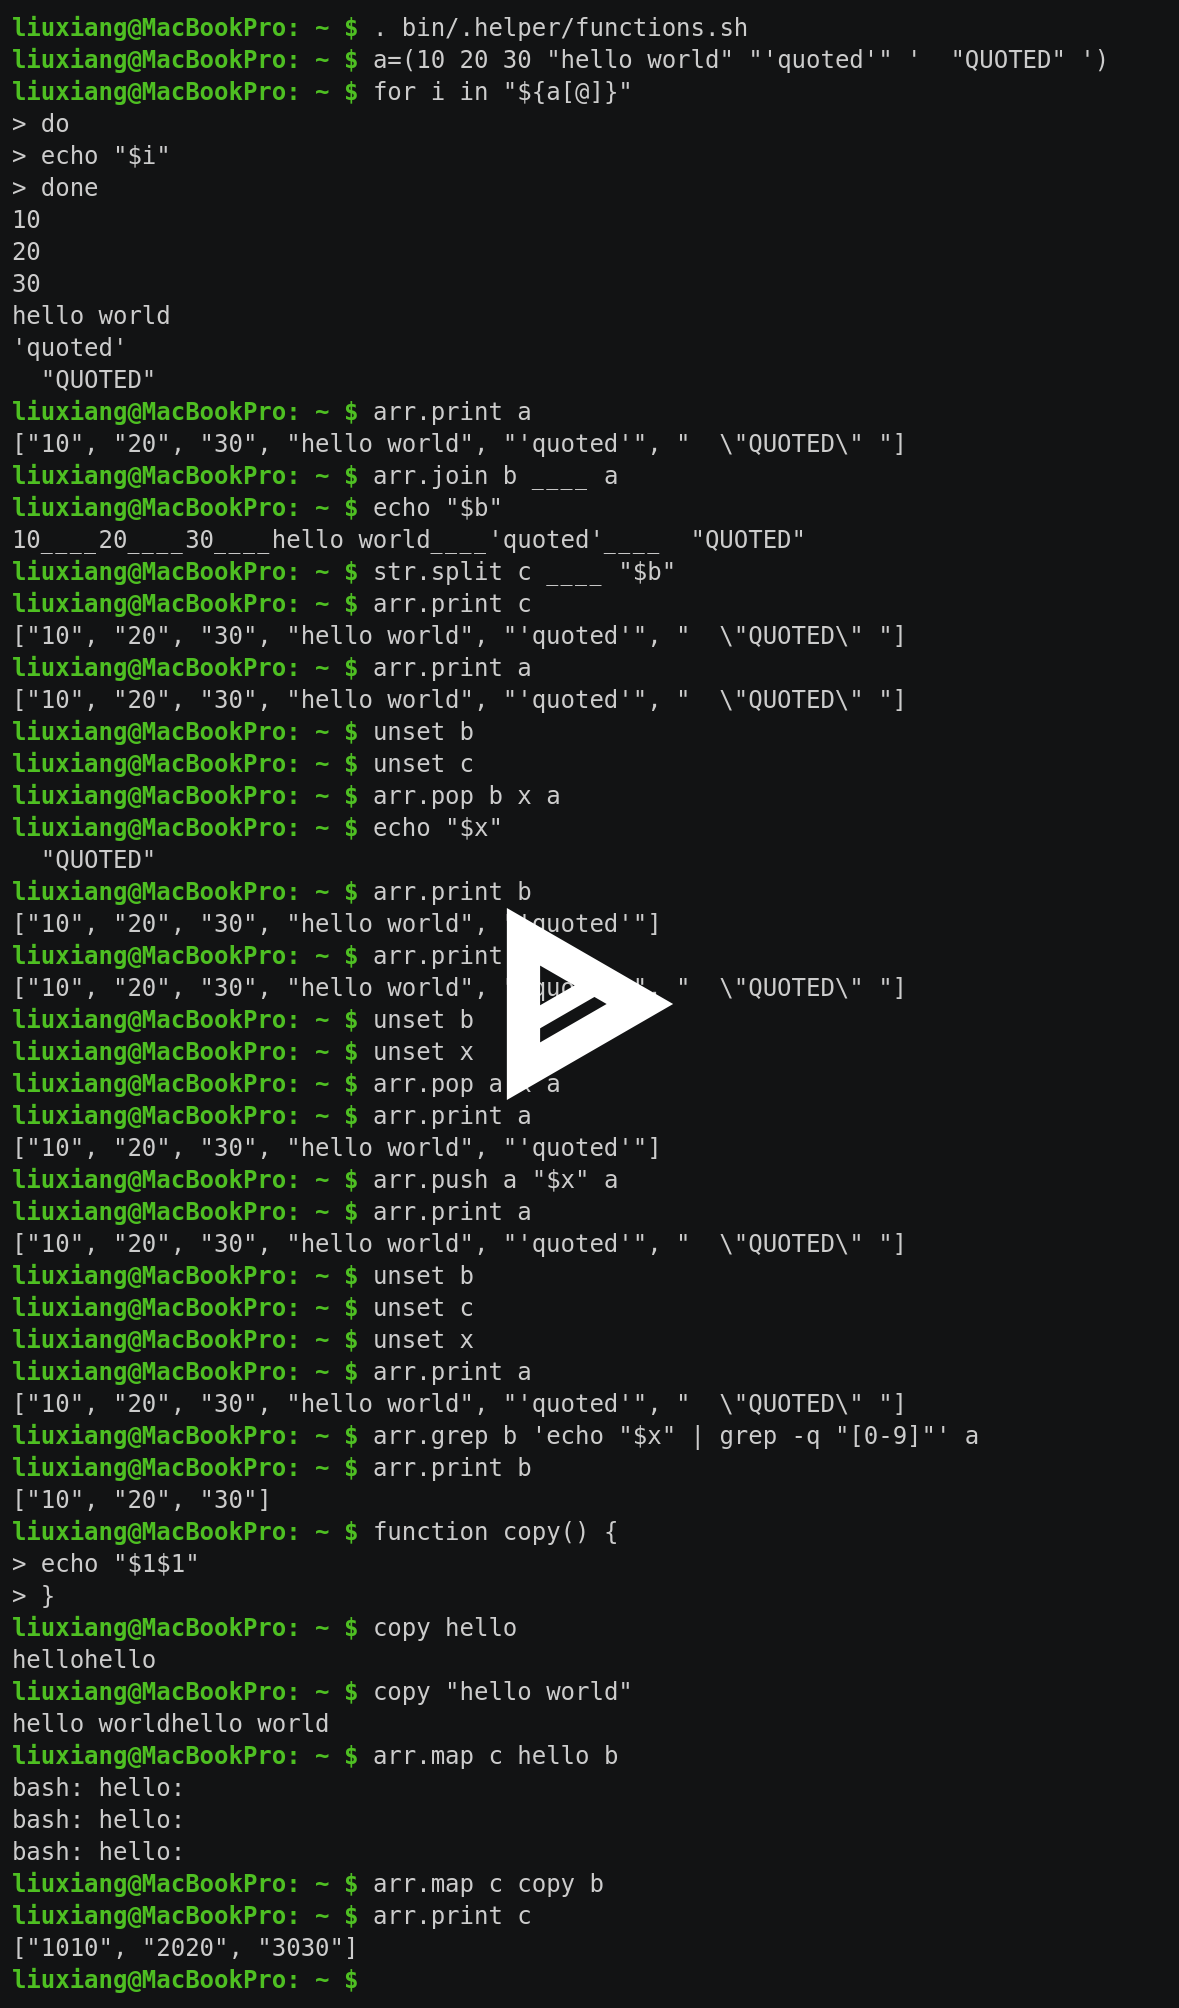 liuxiang@MacBookPro: ~ $ . bin/.helper/functions.sh
liuxiang@MacBookPro: ~ $ a=(10 20 30 "hello world" "'quoted'" '  "QUOTED" ')
liuxiang@MacBookPro: ~ $ for i in "${a[@]}"
> do
> echo "$i"
> done
10
20
30
hello world
'quoted'
  "QUOTED"
liuxiang@MacBookPro: ~ $ arr.print a
["10", "20", "30", "hello world", "'quoted'", "  \"QUOTED\" "]
liuxiang@MacBookPro: ~ $ arr.join b ____ a
liuxiang@MacBookPro: ~ $ echo "$b"
10____20____30____hello world____'quoted'____  "QUOTED"
liuxiang@MacBookPro: ~ $ str.split c ____ "$b"
liuxiang@MacBookPro: ~ $ arr.print c
["10", "20", "30", "hello world", "'quoted'", "  \"QUOTED\" "]
liuxiang@MacBookPro: ~ $ arr.print a
["10", "20", "30", "hello world", "'quoted'", "  \"QUOTED\" "]
liuxiang@MacBookPro: ~ $ unset b
liuxiang@MacBookPro: ~ $ unset c
liuxiang@MacBookPro: ~ $ arr.pop b x a
liuxiang@MacBookPro: ~ $ echo "$x"
  "QUOTED"
liuxiang@MacBookPro: ~ $ arr.print b
["10", "20", "30", "hello world", "'quoted'"]
liuxiang@MacBookPro: ~ $ arr.print
["10", "20", "30", "hello world", "'quoted'", "  \"QUOTED\" "]
liuxiang@MacBookPro: ~ $ unset b
liuxiang@MacBookPro: ~ $ unset x
liuxiang@MacBookPro: ~ $ arr.pop a x a
liuxiang@MacBookPro: ~ $ arr.print a
["10", "20", "30", "hello world", "'quoted'"]
liuxiang@MacBookPro: ~ $ arr.push a "$x" a
liuxiang@MacBookPro: ~ $ arr.print a
["10", "20", "30", "hello world", "'quoted'", "  \"QUOTED\" "]
liuxiang@MacBookPro: ~ $ unset b
liuxiang@MacBookPro: ~ $ unset c
liuxiang@MacBookPro: ~ $ unset x
liuxiang@MacBookPro: ~ $ arr.print a
["10", "20", "30", "hello world", "'quoted'", "  \"QUOTED\" "]
liuxiang@MacBookPro: ~ $ arr.grep b 'echo "$x" | grep -q "[0-9]"' a
liuxiang@MacBookPro: ~ $ arr.print b
["10", "20", "30"]
liuxiang@MacBookPro: ~ $ function copy() {
> echo "$1$1"
> }
liuxiang@MacBookPro: ~ $ copy hello
hellohello
liuxiang@MacBookPro: ~ $ copy "hello world"
hello worldhello world
liuxiang@MacBookPro: ~ $ arr.map c hello b
bash: hello:
bash: hello:
bash: hello:
liuxiang@MacBookPro: ~ $ arr.map c copy b
liuxiang@MacBookPro: ~ $ arr.print c
["1010", "2020", "3030"]
liuxiang@MacBookPro: ~ $